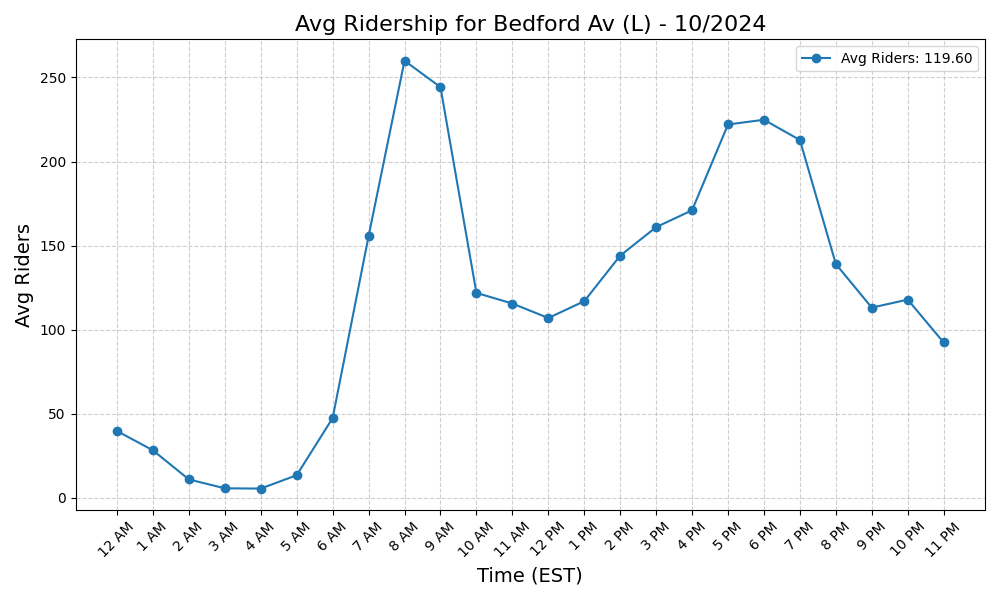 Avg Ridership for Bedford Av (L) - 10/2024
Avg Riders: 119.60
Avg Riders
250
200
150
100
50
0
12 AM
1 AM
2 AM
3 AM
4 AM
5 AM
6 AM
7 AM
8 AM
9 AM
10 AM
11 AM
12 PM
1 PM
2 PM
3 PM
4 PM
5 PM
6 PM
7 PM
8 PM
9 PM
10 PM
11 PM
Time (EST)